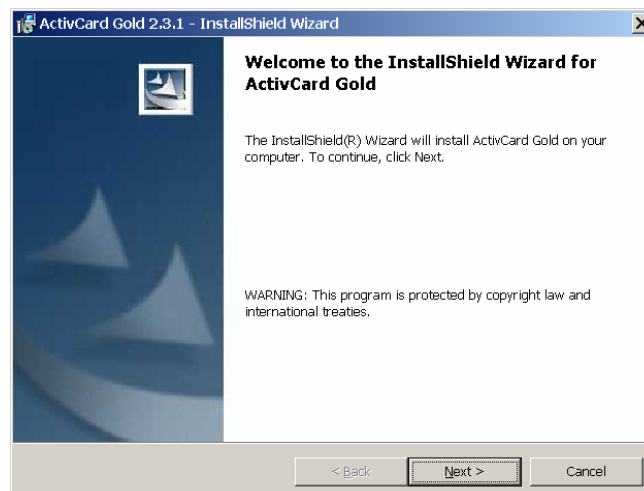 ActivCard Gold 2.3.1 - InstallShield Wizard
Welcome to the InstallShield Wizard for
ActivCard Gold
The InstallShield(R) Wizard will install ActivCard Gold on your
computer. To continue, click Next.
WARNING: This program is protected by copyright law and
international treaties.
< Back
Next >
Cancel